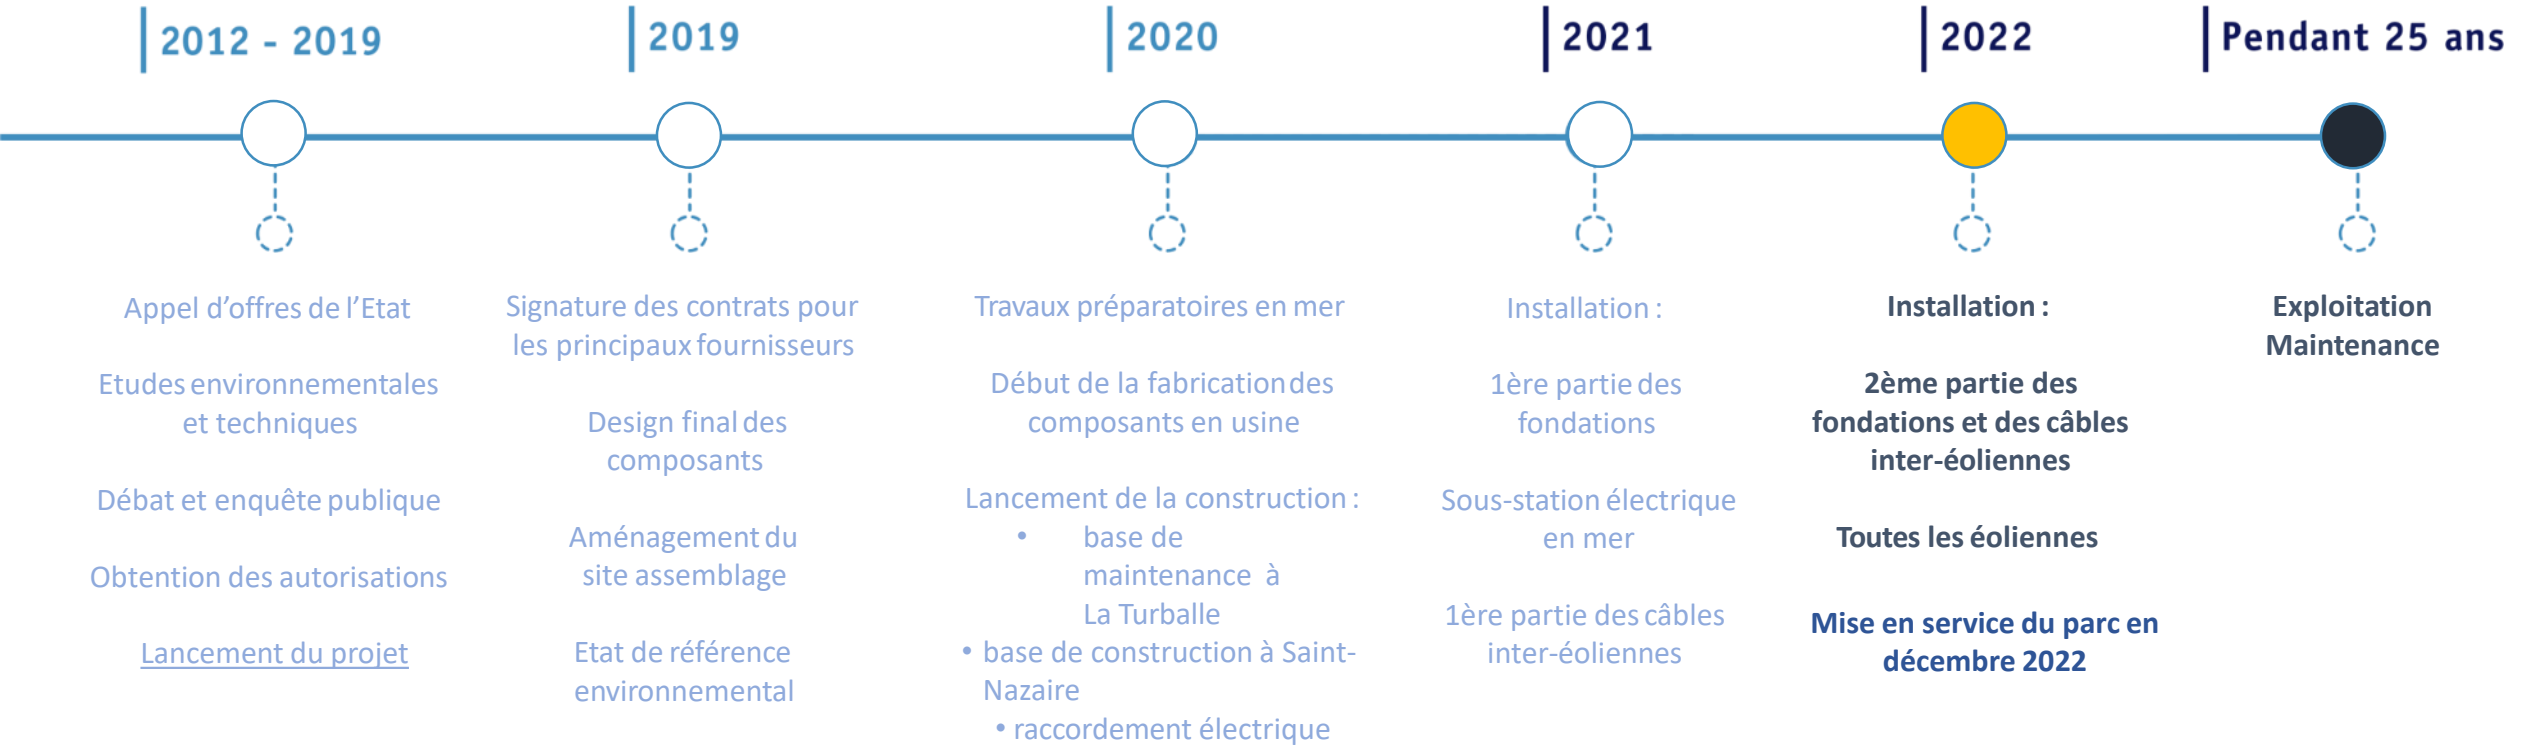 2012 - 2019
2019
2020
2021
2022
Pendant 25 ans
Appel d’offres de l’Etat
Etudes environnementales
et techniques
Débat et enquête publique
Obtention des autorisations
Lancement du projet
Signature des contrats pour
les principaux fournisseurs
Design final des
composants
Aménagement du
site assemblage
Etat de référence
environnemental
Travaux préparatoires en mer
Début de la fabrication des
composants en usine
Lancement de la construction :
• base de
maintenance à
La Turballe
• base de construction à Saint-
Nazaire
• raccordement électrique
Installation :
1ère partie des
fondations
Sous-station électrique
en mer
1ère partie des câbles
inter-éoliennes
Installation :
2ème partie des
fondations et des câbles
inter-éoliennes
Toutes les éoliennes
Mise en service du parc en
décembre 2022
Exploitation
Maintenance